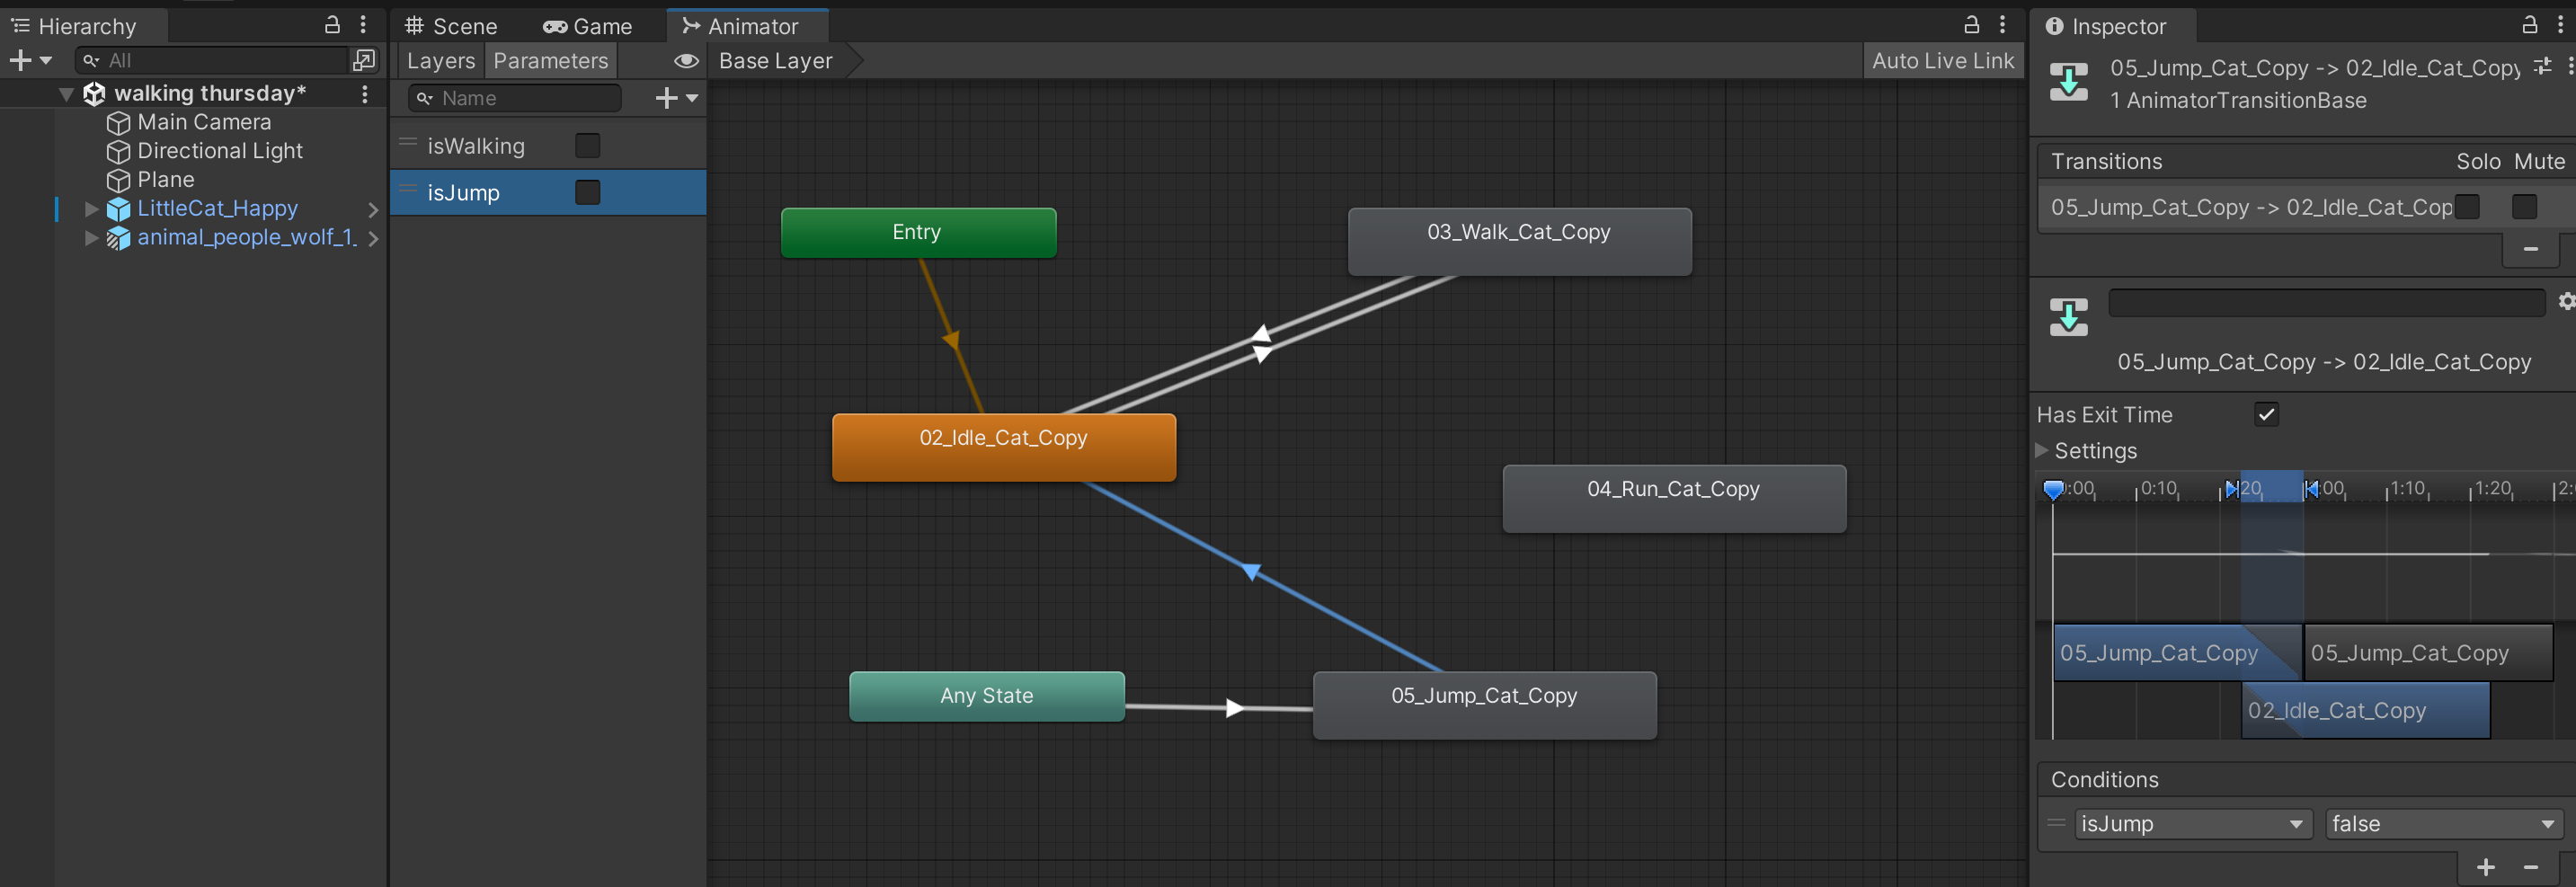 Hierarchy
All
walking thursday*
Main Camera
Directional Light
Plane
LittleCat_Happy
animal_people_wolf_1_
Scene
Game
Animator
Layers
Parameters
Base Layer
Auto Live Link
Name
isWalking
isJump
Entry
03_Walk_Cat_Copy
02_Idle_Cat_Copy
04_Run_Cat_Copy
Any State
05_Jump_Cat_Copy
Inspector
05_Jump_Cat_Copy -> 02_Idle_Cat_Copy
1 AnimatorTransitionBase
Transitions Solo Mute
05_Jump_Cat_Copy -> 02_Idle_Cat_Cop
05_Jump_Cat_Copy -> 02_Idle_Cat_Copy
Has Exit Time
Settings
:00 0:10 20 :00 1:10 1:20 2:
05_Jump_Cat_Copy 05_Jump_Cat_Copy
02_Idle_Cat_Copy
Conditions
isJump false